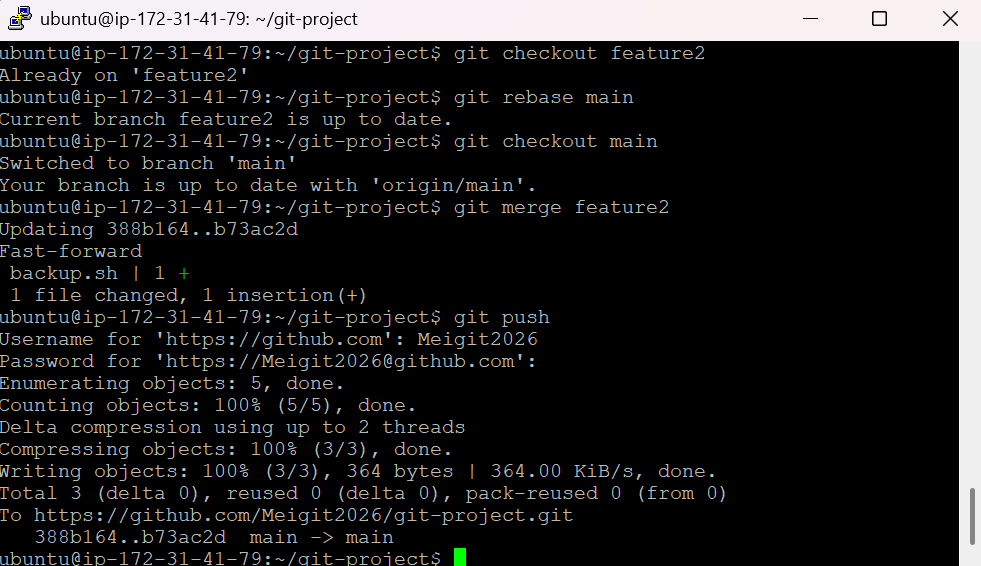 ubuntu@ip-172-31-41-79: ~/git-project
ubuntu@ip-172-31-41-79:~/git-project$ git checkout feature2
Already on 'feature2'
ubuntu@ip-172-31-41-79:~/git-project$ git rebase main
Current branch feature2 is up to date.
ubuntu@ip-172-31-41-79:~/git-project$ git checkout main
Switched to branch 'main'
Your branch is up to date with 'origin/main'.
ubuntu@ip-172-31-41-79:~/git-project$ git merge feature2
Updating 388b164..b73ac2d
Fast-forward
 backup.sh | 1 +
 1 file changed, 1 insertion(+)
ubuntu@ip-172-31-41-79:~/git-project$ git push
Username for 'https://github.com': Meigit2026
Password for 'https://Meigit2026@github.com':
Enumerating objects: 5, done.
Counting objects: 100% (5/5), done.
Delta compression using up to 2 threads
Compressing objects: 100% (3/3), done.
Writing objects: 100% (3/3), 364 bytes | 364.00 KiB/s, done.
Total 3 (delta 0), reused 0 (delta 0), pack-reused 0 (from 0)
To https://github.com/Meigit2026/git-project.git
   388b164..b73ac2d  main -> main
ubuntu@ip-172-31-41-79:~/git-project$